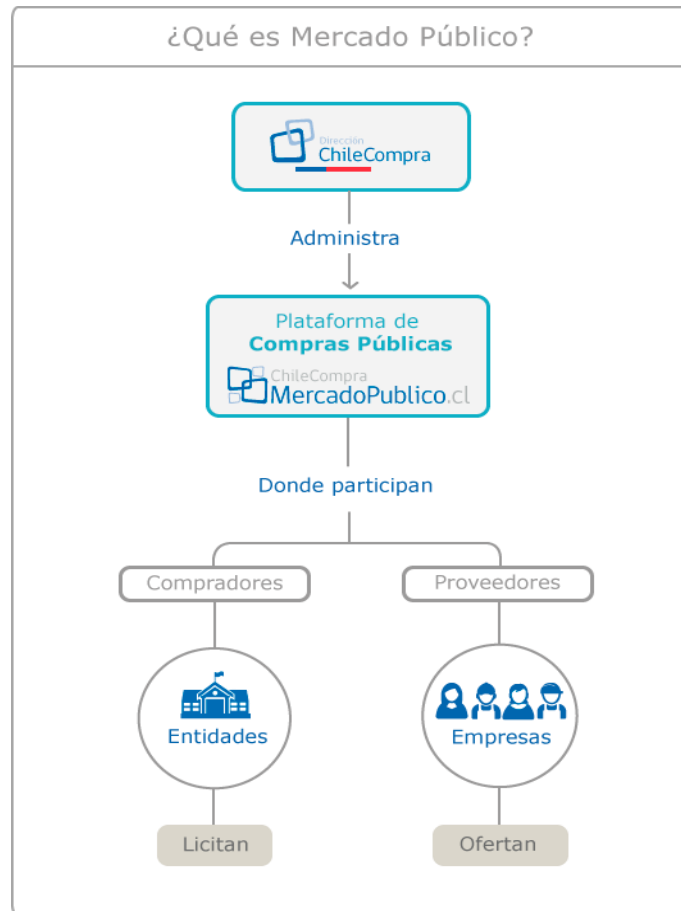 ¿Qué es Mercado Público?
Dirección
ChileCompra
Administra
Plataforma de
Compras Públicas
ChileCompra
MercadoPublico.cl
Donde participan
Compradores
Proveedores
Entidades
Empresas
Licitan
Ofertan